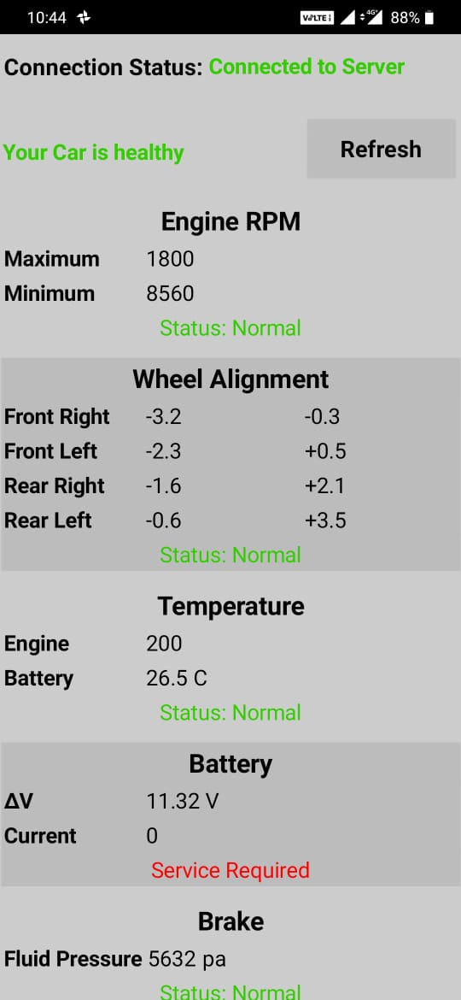 10:44 VoLTE 4G+ 88%
Connection Status: Connected to Server
Your Car is healthy Refresh
Engine RPM
Maximum 1800
Minimum 8560
Status: Normal
Wheel Alignment
Front Right -3.2 -0.3
Front Left -2.3 +0.5
Rear Right -1.6 +2.1
Rear Left -0.6 +3.5
Status: Normal
Temperature
Engine 200
Battery 26.5 C
Status: Normal
Battery
ΔV 11.32 V
Current 0
Service Required
Brake
Fluid Pressure 5632 pa
Status: Normal